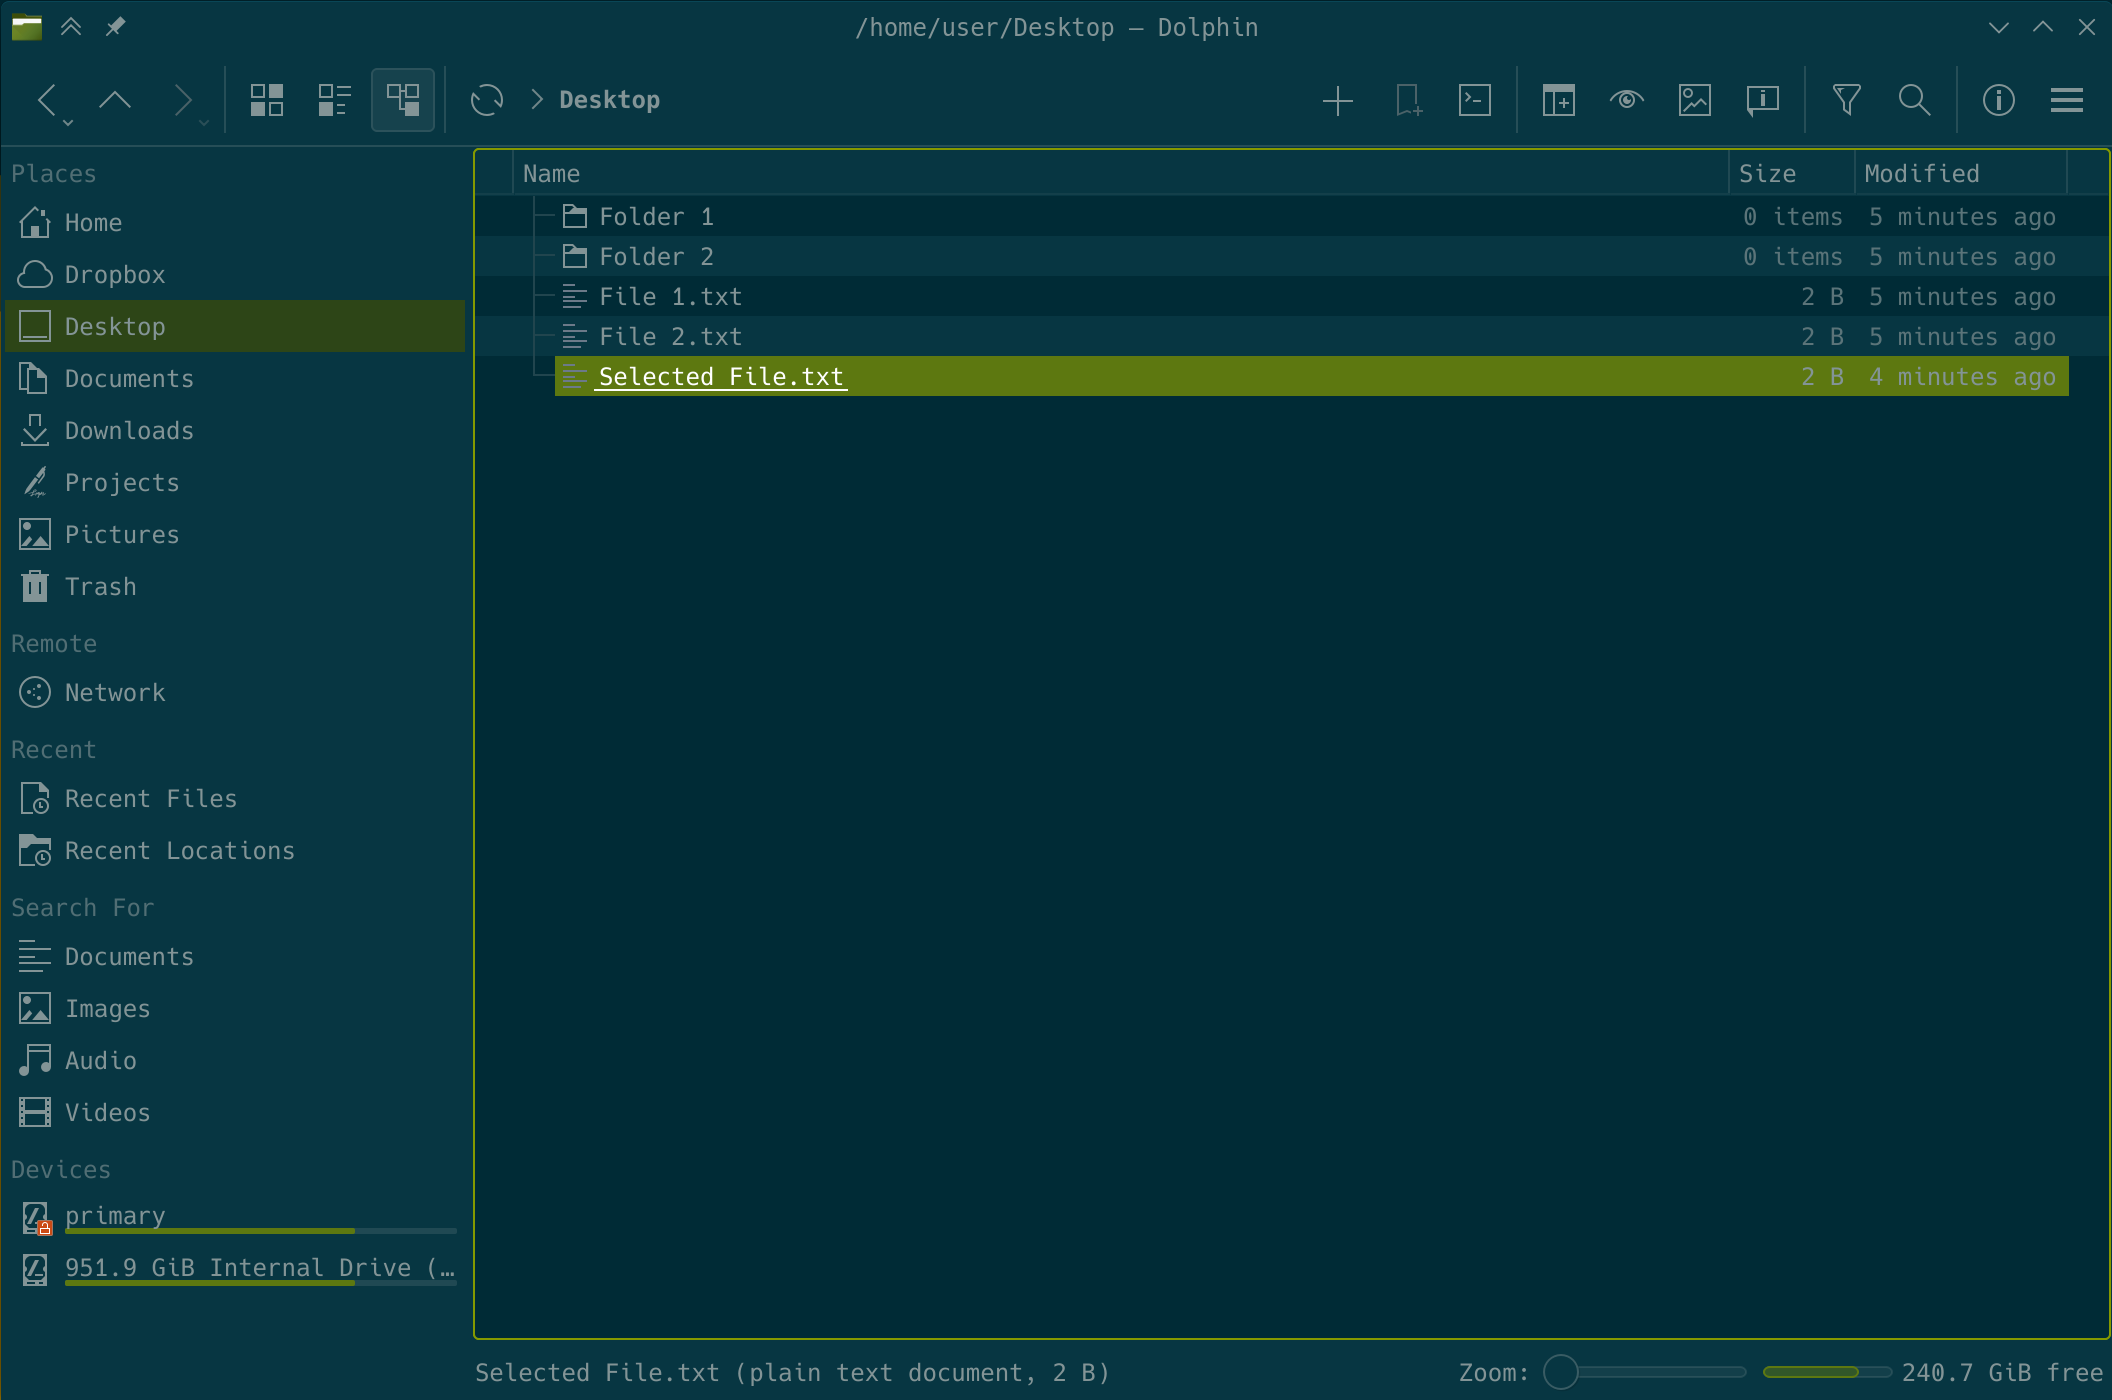 /home/user/Desktop — Dolphin
Desktop
Places
Home
Dropbox
Desktop
Documents
Downloads
Projects
Pictures
Trash
Remote
Network
Recent
Recent Files
Recent Locations
Search For
Documents
Images
Audio
Videos
Devices
primary
951.9 GiB Internal Drive (…
Name Size Modified
Folder 1 0 items 5 minutes ago
Folder 2 0 items 5 minutes ago
File 1.txt 2 B 5 minutes ago
File 2.txt 2 B 5 minutes ago
Selected File.txt 2 B 4 minutes ago
Selected File.txt (plain text document, 2 B) Zoom: 240.7 GiB free